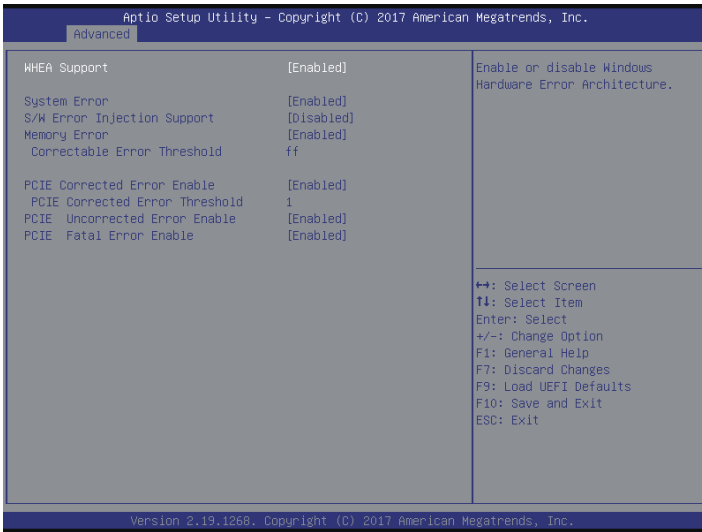 Aptio Setup Utility – Copyright (C) 2017 American Megatrends, Inc.
Advanced
WHEA Support [Enabled]
System Error [Enabled]
S/W Error Injection Support [Disabled]
Memory Error [Enabled]
Correctable Error Threshold ff
PCIE Corrected Error Enable [Enabled]
PCIE Corrected Error Threshold 1
PCIE Uncorrected Error Enable [Enabled]
PCIE Fatal Error Enable [Enabled]
Enable or disable Windows
Hardware Error Architecture.
↔: Select Screen
↑↓: Select Item
Enter: Select
+/-: Change Option
F1: General Help
F7: Discard Changes
F9: Load UEFI Defaults
F10: Save and Exit
ESC: Exit
Version 2.19.1268. Copyright (C) 2017 American Megatrends, Inc.